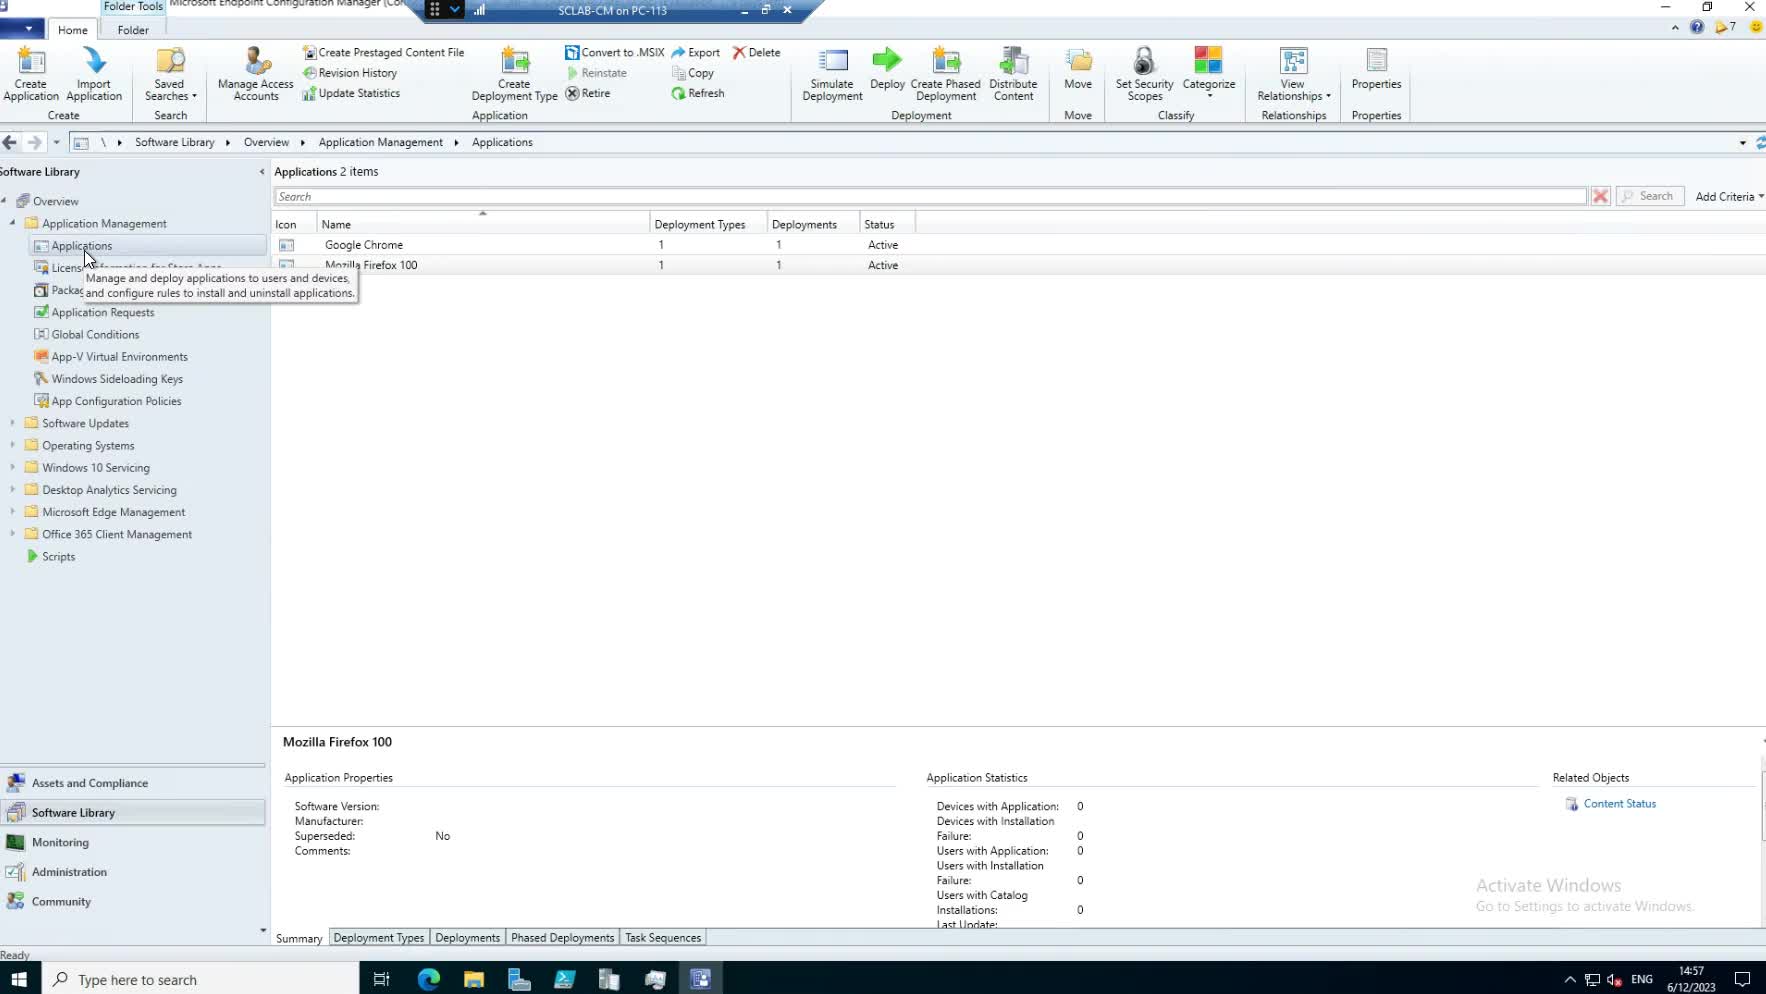 Folder Tools
SCLAB-CM on PC-113
Home
Folder
7
Create
Application
Import
Application
Create
Saved
Searches
Search
Manage Access
Accounts
Create Prestaged Content File
Revision History
Update Statistics
Create
Deployment Type
Convert to .MSIX
Reinstate
Retire
Export
Copy
Refresh
Delete
Application
Simulate
Deployment
Deploy
Create Phased
Deployment
Distribute
Content
Deployment
Move
Move
Set Security
Scopes
Categorize
Classify
View
Relationships
Relationships
Properties
Properties
\ Software Library Overview Application Management Applications
Software Library
Overview
Application Management
Applications
Packag
Application Requests
Global Conditions
App-V Virtual Environments
Windows Sideloading Keys
App Configuration Policies
Software Updates
Operating Systems
Windows 10 Servicing
Desktop Analytics Servicing
Microsoft Edge Management
Office 365 Client Management
Scripts
Manage and deploy applications to users and devices,
and configure rules to install and uninstall applications.
Assets and Compliance
Software Library
Monitoring
Administration
Community
Applications 2 items
Search
Search
Add Criteria
Icon Name Deployment Types Deployments Status
Google Chrome 1 1 Active
Mozilla Firefox 100 1 1 Active
Mozilla Firefox 100
Application Properties
Software Version:
Manufacturer:
Superseded: No
Comments:
Application Statistics
Devices with Application: 0
Devices with Installation
Failure: 0
Users with Application: 0
Users with Installation
Failure: 0
Users with Catalog
Installations: 0
Last Update:
Related Objects
Content Status
Activate Windows
Go to Settings to activate Windows.
Summary Deployment Types Deployments Phased Deployments Task Sequences
Ready
Type here to search
ENG
14:57
6/12/2023